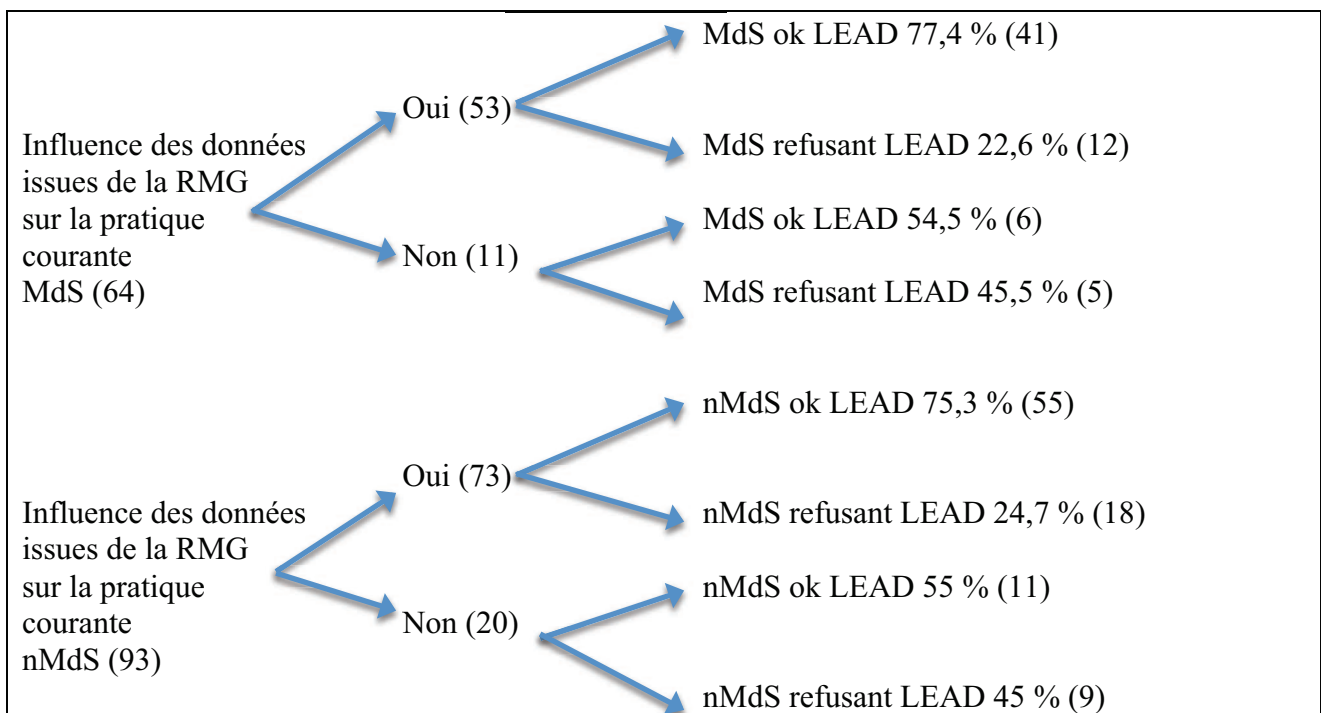 MdS ok LEAD 77,4 % (41)
Oui (53)
MdS refusant LEAD 22,6 % (12)
Influence des données
issues de la RMG
sur la pratique
courante
MdS (64)
MdS ok LEAD 54,5 % (6)
Non (11)
MdS refusant LEAD 45,5 % (5)
nMdS ok LEAD 75,3 % (55)
Oui (73)
nMdS refusant LEAD 24,7 % (18)
Influence des données
issues de la RMG
sur la pratique
courante
nMdS (93)
nMdS ok LEAD 55 % (11)
Non (20)
nMdS refusant LEAD 45 % (9)